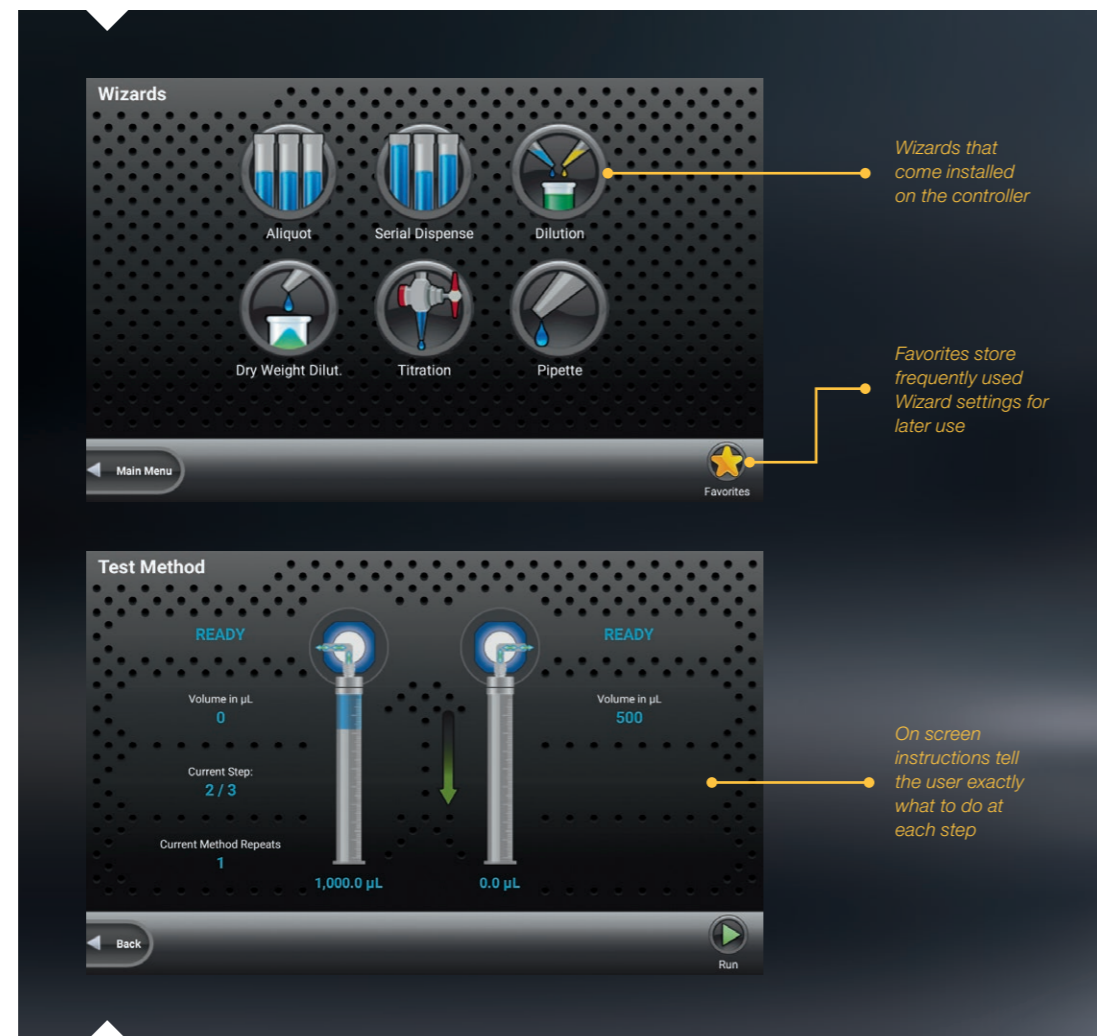 Wizards
Aliquot
Serial Dispense
Dilution
Dry Weight Dilut.
Titration
Pipette
Main Menu
Favorites
Wizards that
come installed
on the controller
Favorites store
frequently used
Wizard settings for
later use
Test Method
READY
READY
Volume in µL
0
Volume in µL
500
Current Step:
2 / 3
Current Method Repeats
1
1,000.0 µL
0.0 µL
Back
Run
On screen
instructions tell
the user exactly
what to do at
each step